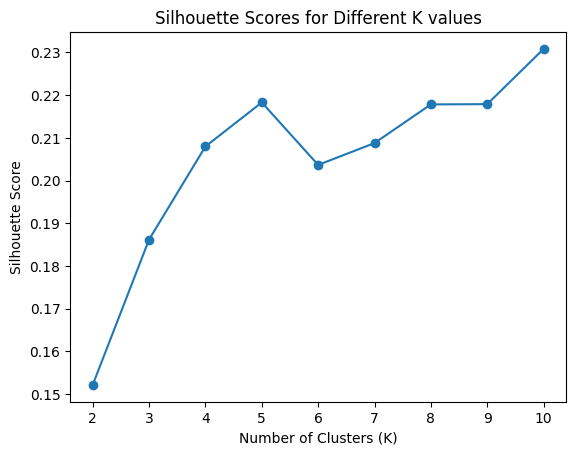 Silhouette Scores for Different K values
0.23
0.22
0.21
0.20
0.19
0.18
0.17
0.16
0.15
Silhouette Score
2 3 4 5 6 7 8 9 10
Number of Clusters (K)